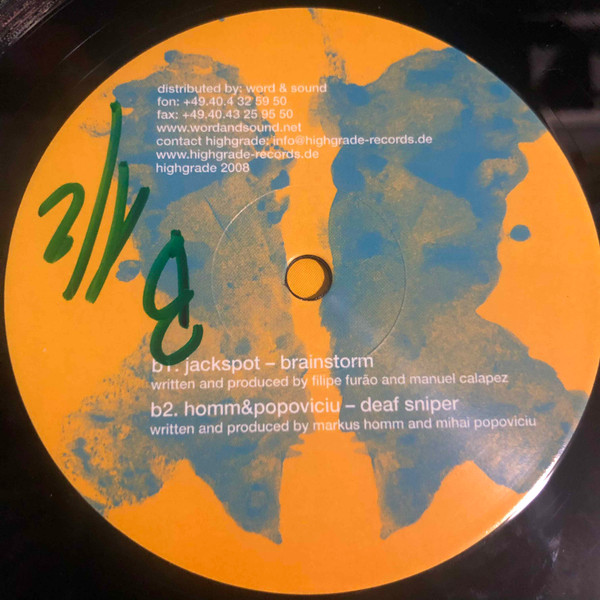 distributed by: word & sound
fon: +49.40.4 32 59 50
fax: +49.40.43 25 95 50
www.wordandsound.net
contact highgrade: info@highgrade-records.de
www.highgrade-records.de
highgrade 2008
b1. jackspot – brainstorm
written and produced by filipe furão and manuel calapez
b2. homm&popoviciu – deaf sniper
written and produced by markus homm and mihai popoviciu